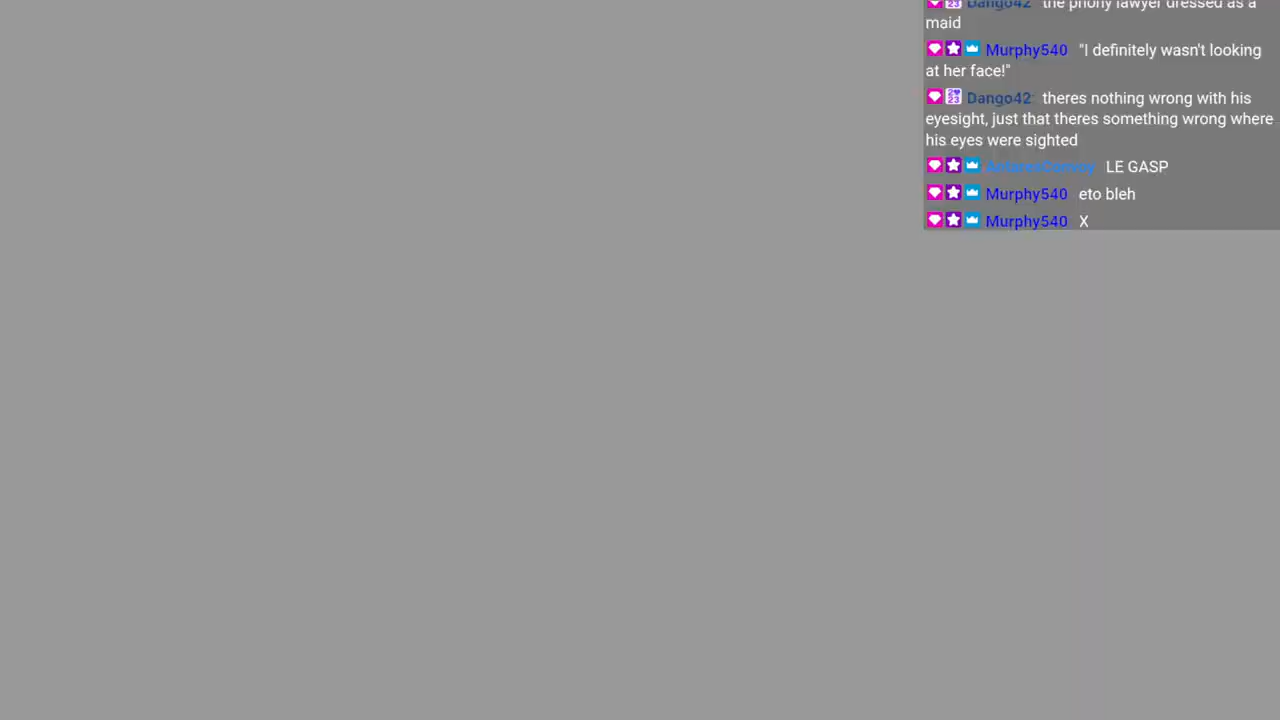 Dango42 the phony lawyer dressed as a
maid
Murphy540 "I definitely wasn't looking
at her face!"
Dango42 theres nothing wrong with his
eyesight, just that theres something wrong where
his eyes were sighted
LE GASP
Murphy540 eto bleh
Murphy540 X